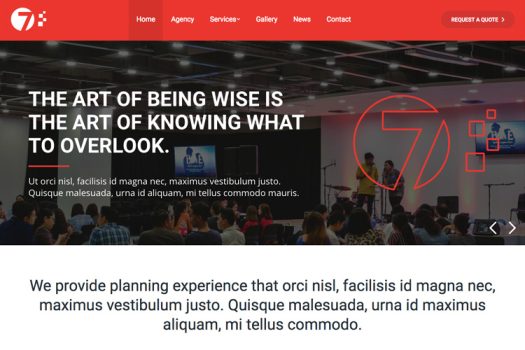 7
Home Agency Services Gallery News Contact REQUEST A QUOTE
THE ART OF BEING WISE IS
THE ART OF KNOWING WHAT
TO OVERLOOK.
7
Ut orci nisl, facilisis id magna nec, maximus vestibulum justo.
Quisque malesuada, urna id aliquam, mi tellus commodo mauris.
We provide planning experience that orci nisl, facilisis id magna nec,
maximus vestibulum justo. Quisque malesuada, urna id maximus
aliquam, mi tellus commodo.